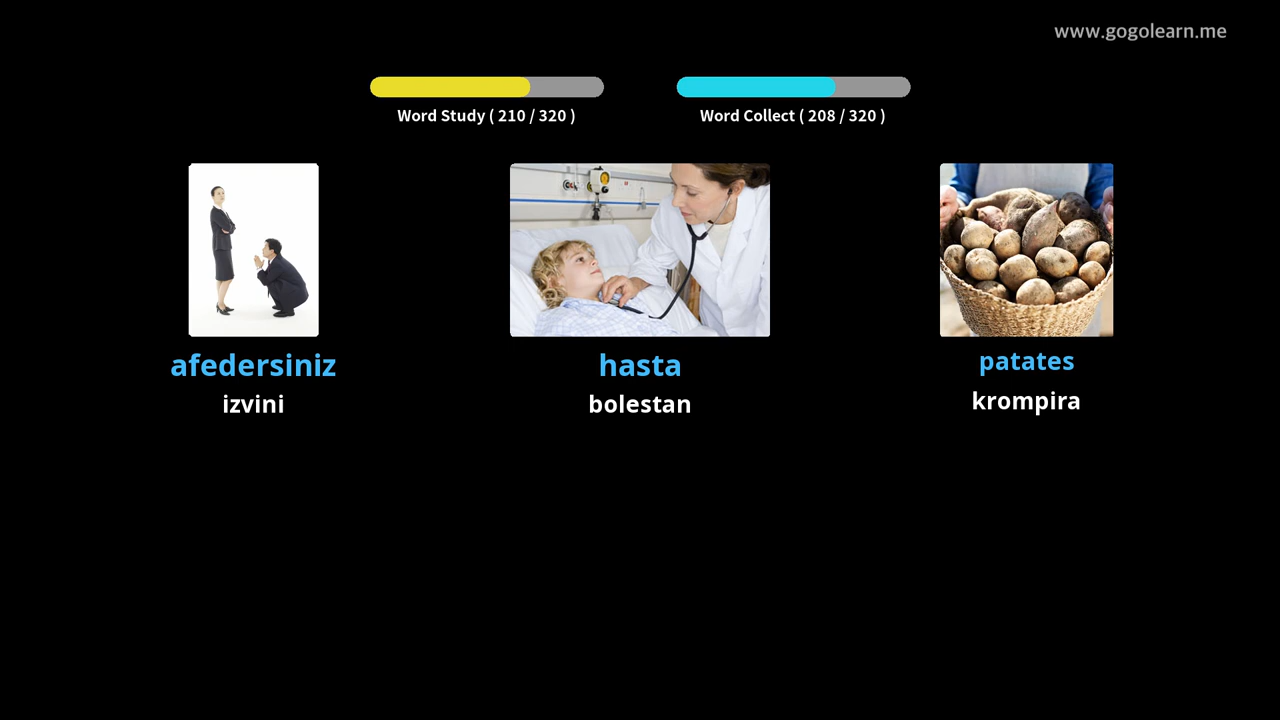 www.gogolearn.me
Word Study ( 210 / 320 )
Word Collect ( 208 / 320 )
afedersiniz
izvini
hasta
bolestan
patates
krompira